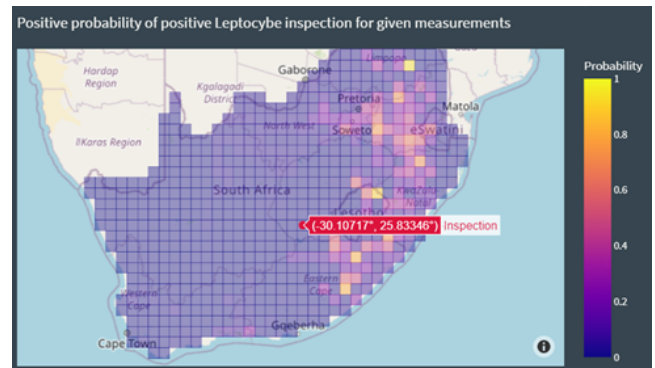 Positive probability of positive Leptocybe inspection for given measurements
Limpopo
Hardap
Region
Gaborone
Kgalagadi
District
Pretoria
Matola
North West
Soweto
eSwatini
ǁKaras Region
South Africa
KwaZulu-
Natal
Lesotho
(-30.10717°, 25.83346°) Inspection
Eastern
Cape
Western
Cape
Gqeberha
Cape Town
Probability
1
0.8
0.6
0.4
0.2
0
i